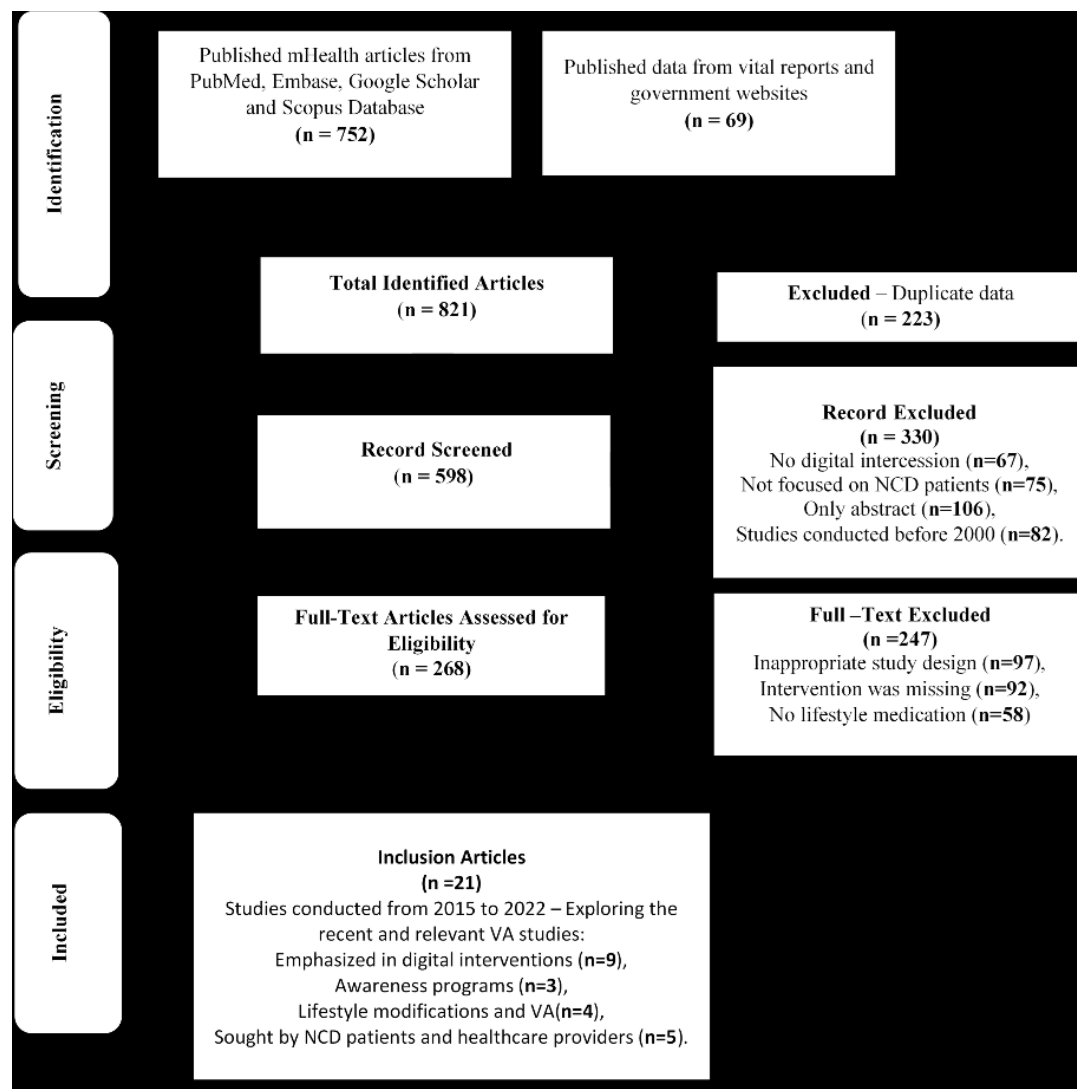 Identification
Published mHealth articles from
PubMed, Embase, Google Scholar
and Scopus Database
(n = 752)
Published data from vital reports and
government websites
(n = 69)
Total Identified Articles
(n = 821)
Excluded – Duplicate data
(n = 223)
Screening
Record Screened
(n = 598)
Record Excluded
(n = 330)
No digital intercession (n=67),
Not focused on NCD patients (n=75),
Only abstract (n=106),
Studies conducted before 2000 (n=82).
Eligibility
Full-Text Articles Assessed for
Eligibility
(n = 268)
Full –Text Excluded
(n =247)
Inappropriate study design (n=97),
Intervention was missing (n=92),
No lifestyle medication (n=58)
Included
Inclusion Articles
(n =21)
Studies conducted from 2015 to 2022 – Exploring the
recent and relevant VA studies:
Emphasized in digital interventions (n=9),
Awareness programs (n=3),
Lifestyle modifications and VA(n=4),
Sought by NCD patients and healthcare providers (n=5).